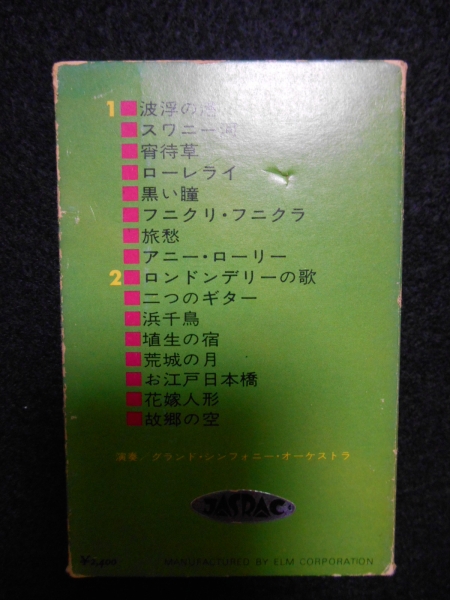 1 ■波浮の港
■スワニー河
■宵待草
■ローレライ
■黒い瞳
■フニクリ・フニクラ
■旅愁
■アニー・ローリー
2 ■ロンドンデリーの歌
■二つのギター
■浜千鳥
■埴生の宿
■荒城の月
■お江戸日本橋
■花嫁人形
■故郷の空
演奏 グランド・シンフォニー・オーケストラ
JASDAC
¥2,400
MANUFACTURED BY ELM CORPORATION